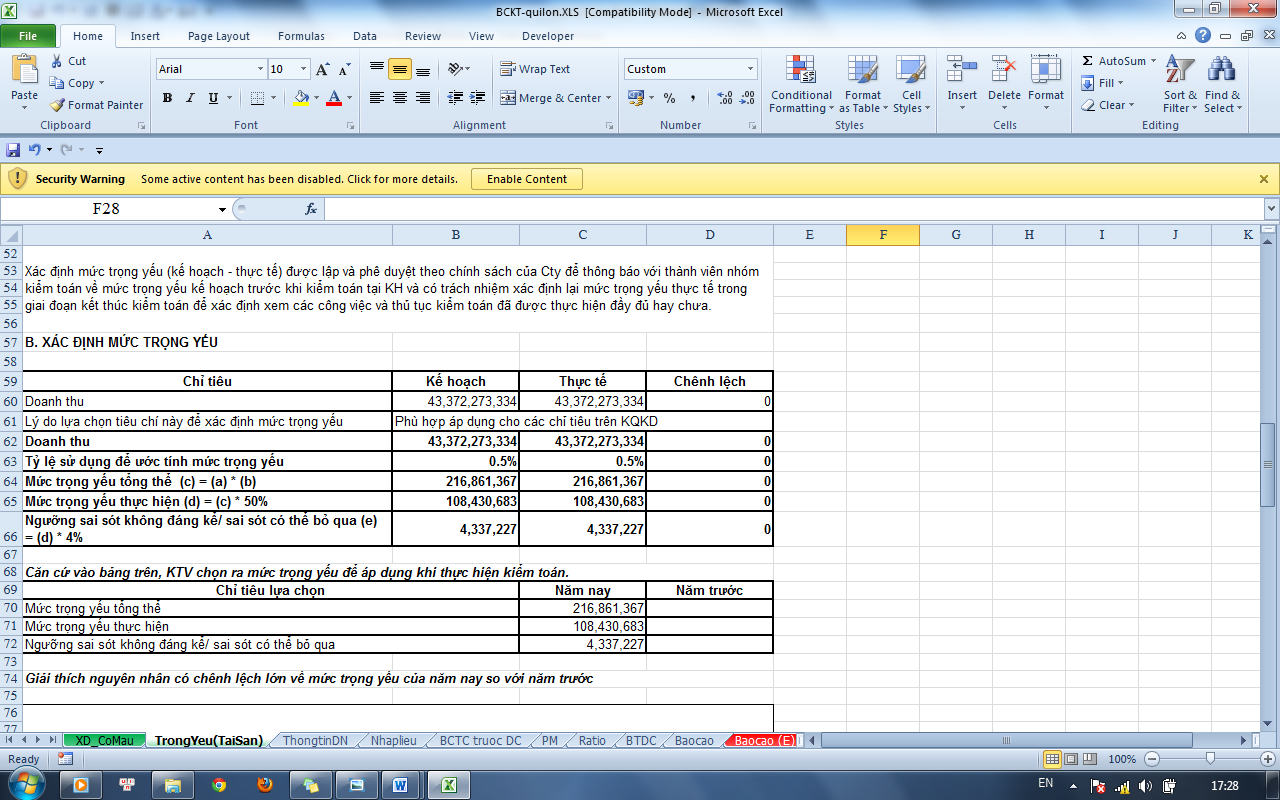 BCKT-quilon.XLS [Compatibility Mode] - Microsoft Excel
File Home Insert Page Layout Formulas Data Review View Developer
Paste
Cut
Copy
Format Painter
Clipboard
Arial 10
B I U
Font
Wrap Text
Merge & Center
Alignment
Custom
Number
Conditional Formatting
Format as Table
Cell Styles
Styles
Insert Delete Format
Cells
AutoSum
Fill
Clear
Sort & Filter
Find & Select
Editing
Security Warning Some active content has been disabled. Click for more details. Enable Content
F28 fx
A B C D E F G H I J K
52
53 Xác định mức trọng yếu (kế hoạch - thực tế) được lập và phê duyệt theo chính sách của Cty để thông báo với thành viên nhóm
54 kiểm toán về mức trọng yếu kế hoạch trước khi kiểm toán tại KH và có trách nhiệm xác định lại mức trọng yếu thực tế trong
55 giai đoạn kết thúc kiểm toán để xác định xem các công việc và thủ tục kiểm toán đã được thực hiện đầy đủ hay chưa.
56
57 B. XÁC ĐỊNH MỨC TRỌNG YẾU
58
59 Chỉ tiêu Kế hoạch Thực tế Chênh lệch
60 Doanh thu 43,372,273,334 43,372,273,334 0
61 Lý do lựa chọn tiêu chí này để xác định mức trọng yếu Phù hợp áp dụng cho các chỉ tiêu trên KQKD
62 Doanh thu 43,372,273,334 43,372,273,334 0
63 Tỷ lệ sử dụng để ước tính mức trọng yếu 0.5% 0.5% 0
64 Mức trọng yếu tổng thể (c) = (a) * (b) 216,861,367 216,861,367 0
65 Mức trọng yếu thực hiện (d) = (c) * 50% 108,430,683 108,430,683 0
Ngưỡng sai sót không đáng kể/ sai sót có thể bỏ qua (e)
66 = (d) * 4% 4,337,227 4,337,227 0
67
68 Căn cứ vào bảng trên, KTV chọn ra mức trọng yếu để áp dụng khi thực hiện kiểm toán.
69 Chỉ tiêu lựa chọn Năm nay Năm trước
70 Mức trọng yếu tổng thể 216,861,367
71 Mức trọng yếu thực hiện 108,430,683
72 Ngưỡng sai sót không đáng kể/ sai sót có thể bỏ qua 4,337,227
73
74 Giải thích nguyên nhân có chênh lệch lớn về mức trọng yếu của năm nay so với năm trước
75
76
77
XD_CoMau TrongYeu(TaiSan) ThongtinDN Nhaplieu BCTC truoc DC PM Ratio BTDC Baocao Baocao (E)
Ready 100%
EN 17:28